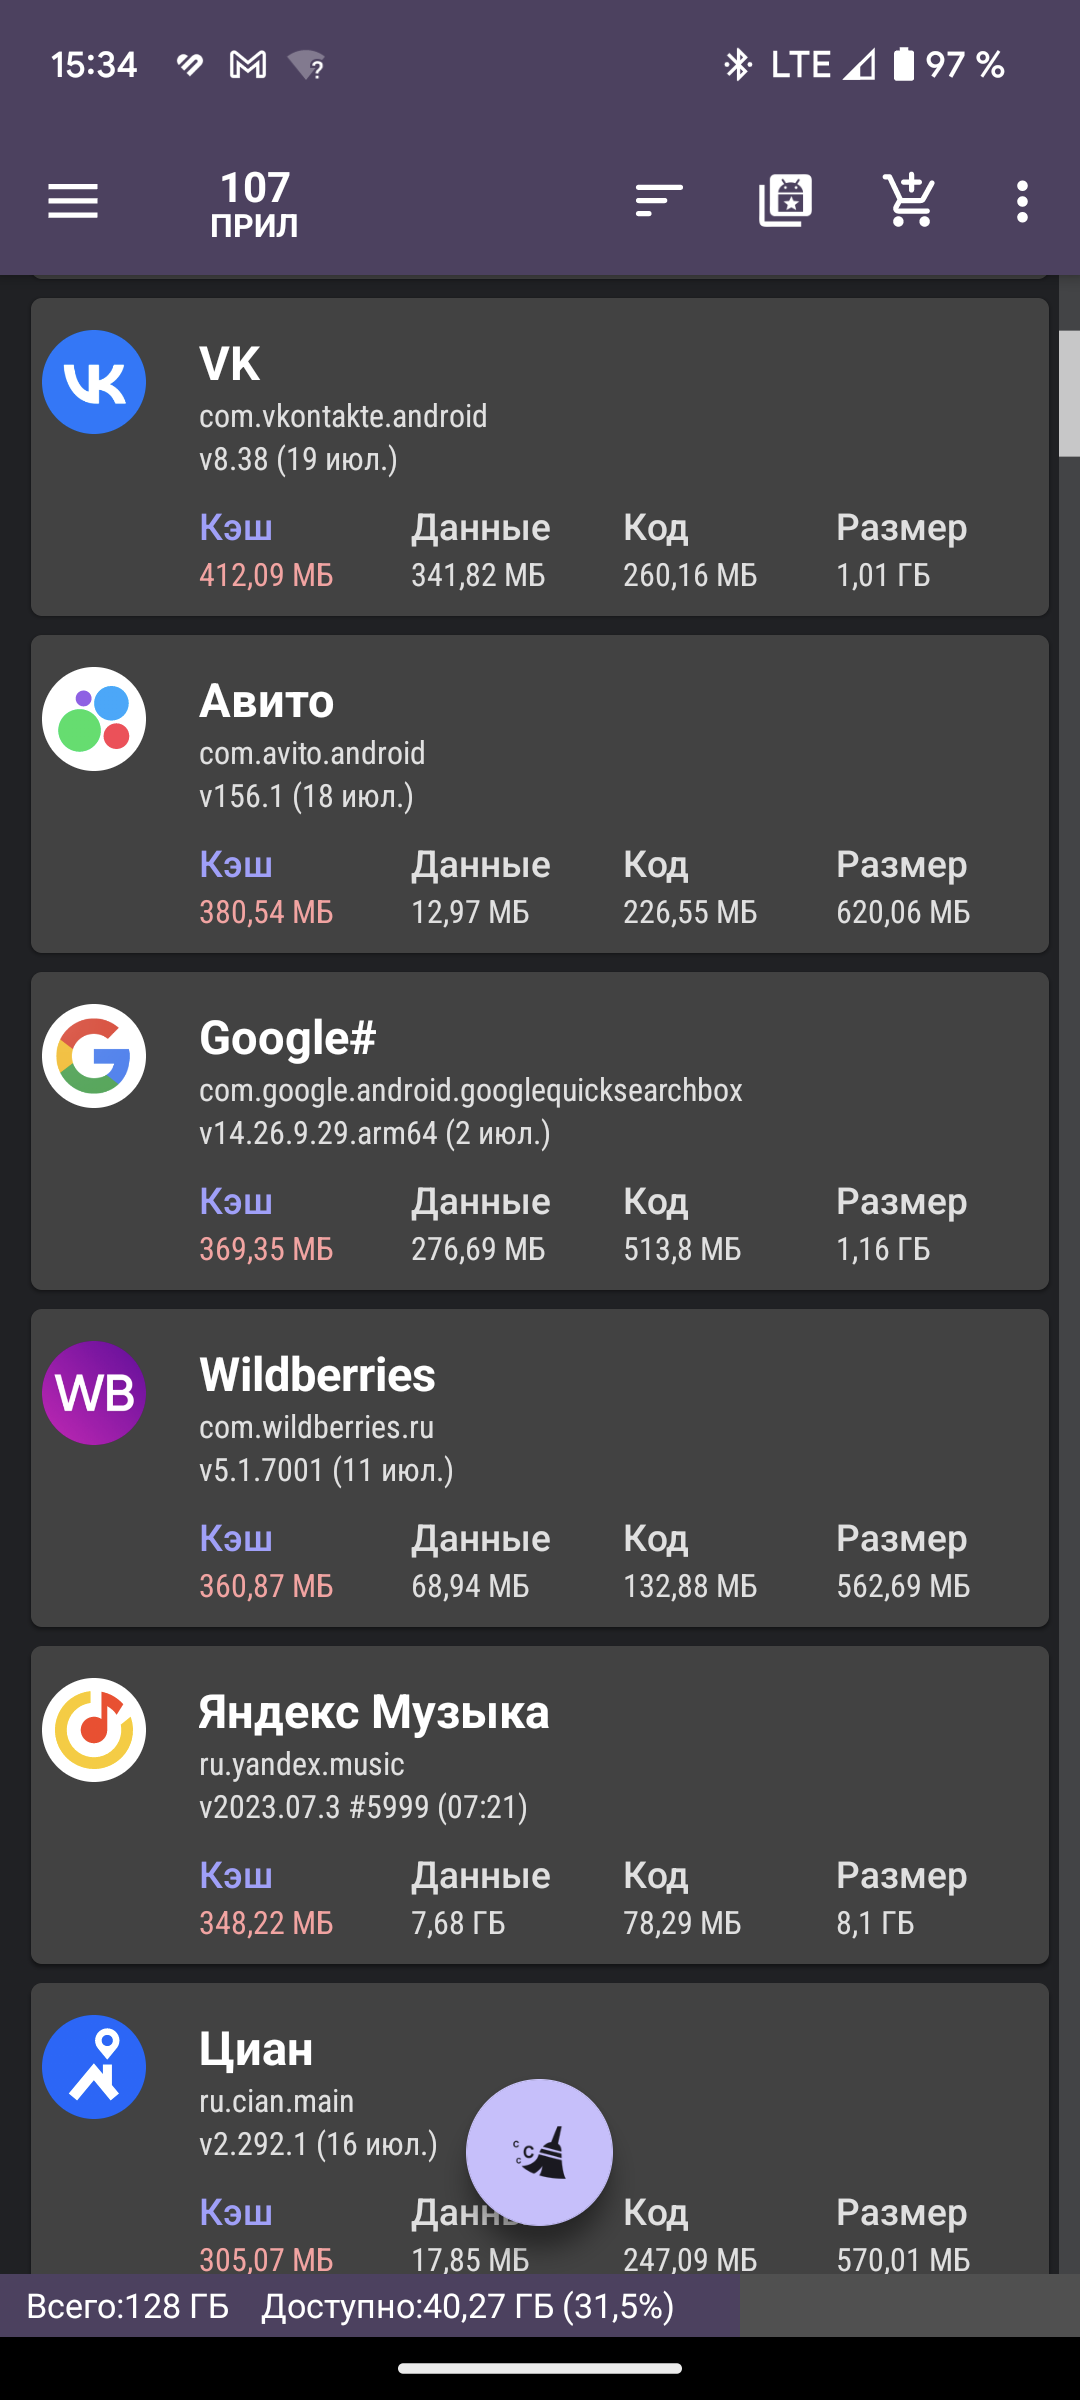 15:34 LTE 97 %
107
ПРИЛ
VK
com.vkontakte.android
v8.38 (19 июл.)
Кэш Данные Код Размер
412,09 МБ 341,82 МБ 260,16 МБ 1,01 ГБ
Авито
com.avito.android
v156.1 (18 июл.)
Кэш Данные Код Размер
380,54 МБ 12,97 МБ 226,55 МБ 620,06 МБ
Google#
com.google.android.googlequicksearchbox
v14.26.9.29.arm64 (2 июл.)
Кэш Данные Код Размер
369,35 МБ 276,69 МБ 513,8 МБ 1,16 ГБ
WB
Wildberries
com.wildberries.ru
v5.1.7001 (11 июл.)
Кэш Данные Код Размер
360,87 МБ 68,94 МБ 132,88 МБ 562,69 МБ
Яндекс Музыка
ru.yandex.music
v2023.07.3 #5999 (07:21)
Кэш Данные Код Размер
348,22 МБ 7,68 ГБ 78,29 МБ 8,1 ГБ
Циан
ru.cian.main
v2.292.1 (16 июл.)
Кэш Данные Код Размер
305,07 МБ 17,85 МБ 247,09 МБ 570,01 МБ
Всего:128 ГБ Доступно:40,27 ГБ (31,5%)